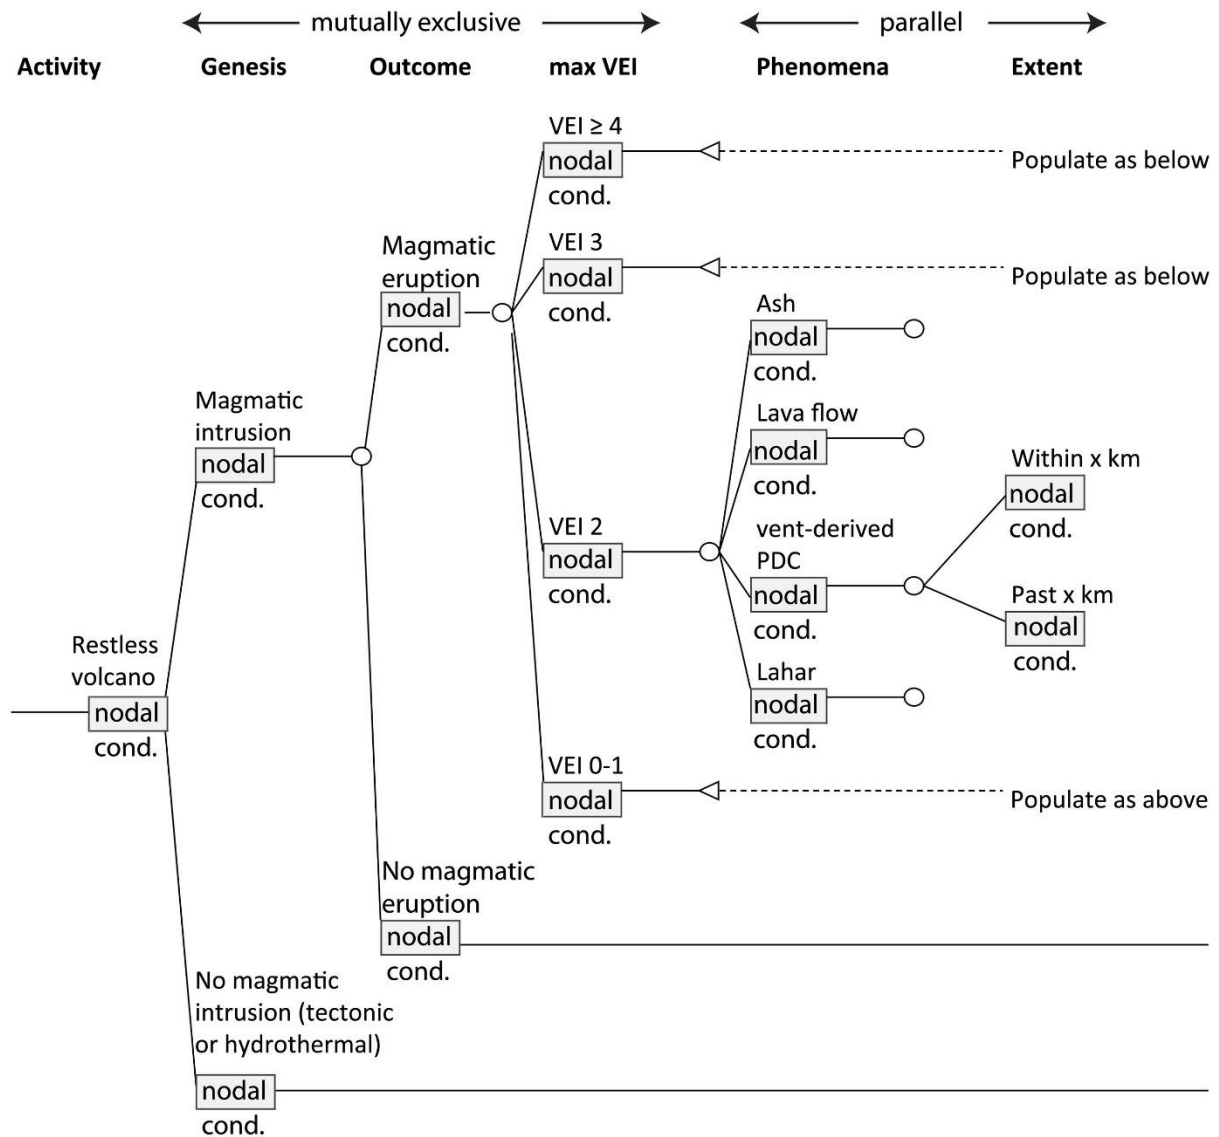 mutually exclusive
parallel
Activity
Genesis
Outcome
max VEI
Phenomena
Extent
VEI ≥ 4
nodal
cond.
Populate as below
Magmatic
eruption
nodal
cond.
VEI 3
nodal
cond.
Populate as below
Ash
nodal
cond.
Magmatic
intrusion
nodal
cond.
Lava flow
nodal
cond.
Within x km
nodal
cond.
VEI 2
nodal
cond.
vent-derived
PDC
nodal
cond.
Past x km
nodal
cond.
Restless
volcano
nodal
cond.
Lahar
nodal
cond.
VEI 0-1
nodal
cond.
Populate as above
No magmatic
eruption
nodal
cond.
No magmatic
intrusion (tectonic
or hydrothermal)
nodal
cond.